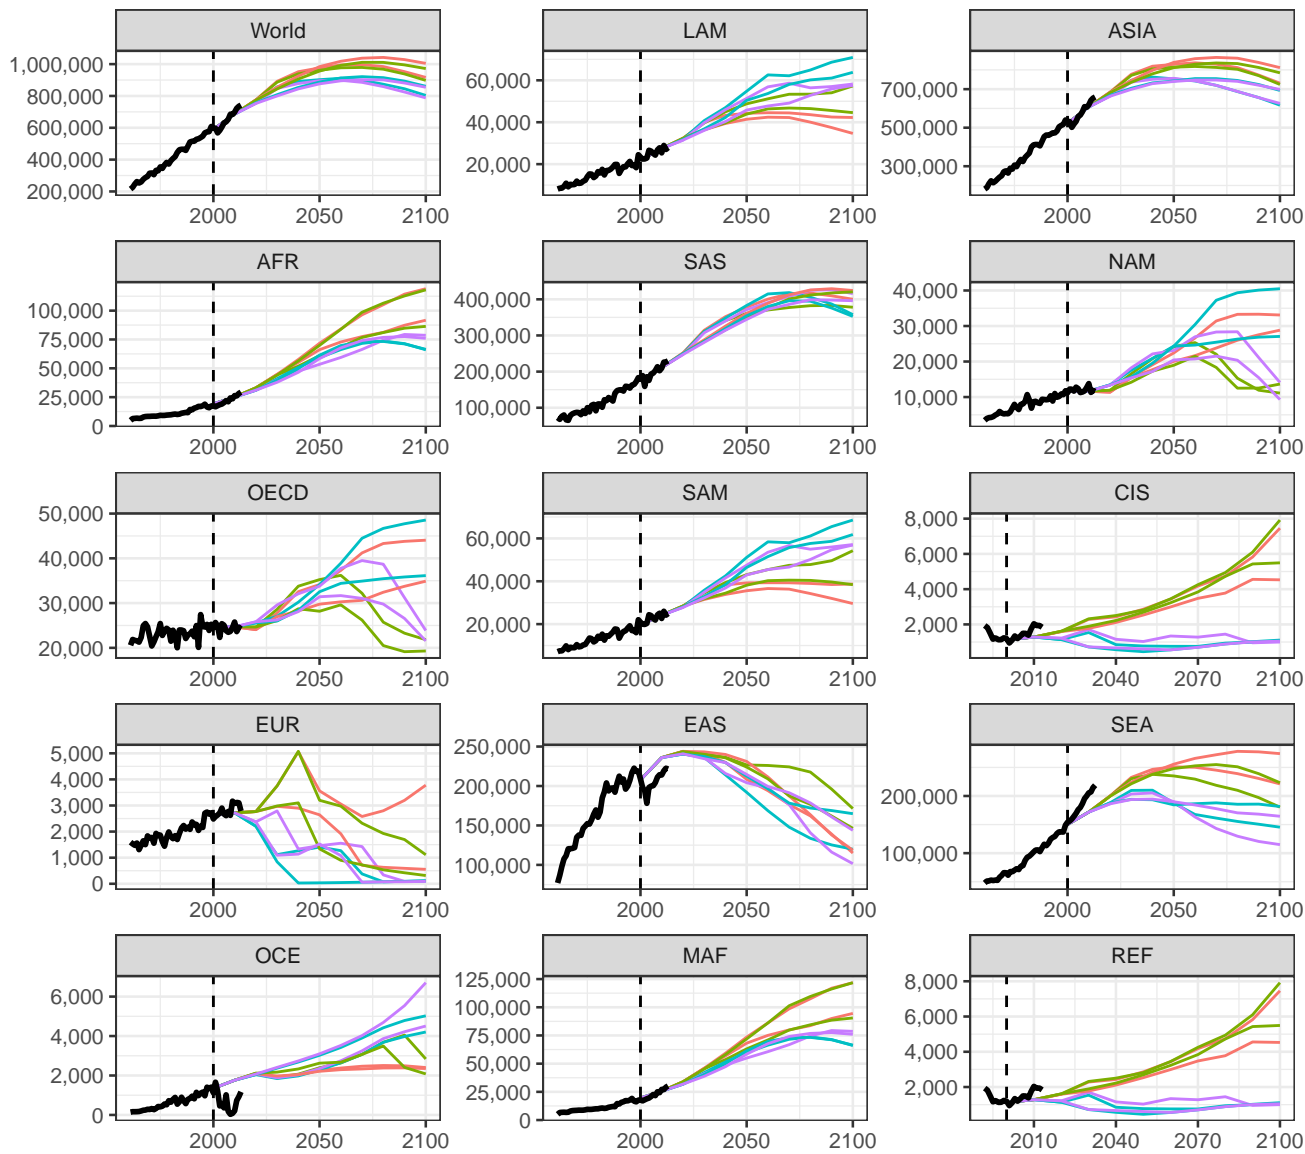 World
LAM
ASIA
1,000,000
800,000
600,000
400,000
200,000
60,000
40,000
20,000
700,000
500,000
300,000
2000 2050 2100
2000 2050 2100
2000 2050 2100
AFR
SAS
NAM
100,000
75,000
50,000
25,000
0
400,000
300,000
200,000
100,000
40,000
30,000
20,000
10,000
2000 2050 2100
2000 2050 2100
2000 2050 2100
OECD
SAM
CIS
50,000
40,000
30,000
20,000
60,000
40,000
20,000
8,000
6,000
4,000
2,000
2000 2050 2100
2000 2050 2100
2010 2040 2070 2100
EUR
EAS
SEA
5,000
4,000
3,000
2,000
1,000
0
250,000
200,000
150,000
100,000
200,000
100,000
2000 2050 2100
2000 2050 2100
2000 2050 2100
OCE
MAF
REF
6,000
4,000
2,000
0
125,000
100,000
75,000
50,000
25,000
0
8,000
6,000
4,000
2,000
2000 2050 2100
2000 2050 2100
2010 2040 2070 2100